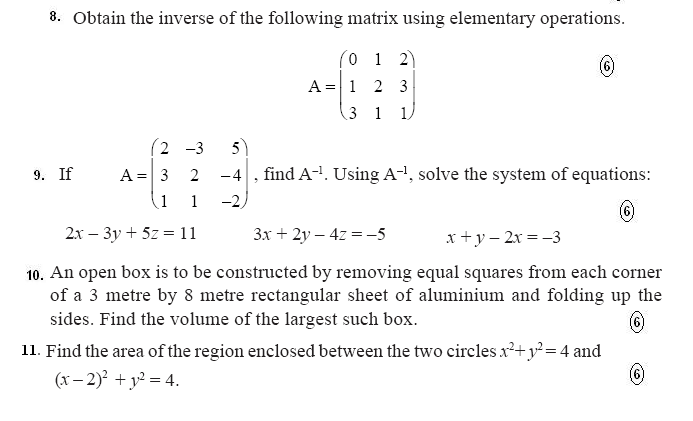 8. Obtain the inverse of the following matrix using elementary operations.
A = (0 1 2
1 2 3
3 1 1) ⑥
9. If A = (2 −3 5
3 2 −4
1 1 −2), find A⁻¹. Using A⁻¹, solve the system of equations:
⑥
2x – 3y + 5z = 11 3x + 2y – 4z = –5 x + y – 2x = –3
10. An open box is to be constructed by removing equal squares from each corner
of a 3 metre by 8 metre rectangular sheet of aluminium and folding up the
sides. Find the volume of the largest such box. ⑥
11. Find the area of the region enclosed between the two circles x²+ y²= 4 and
(x – 2)² + y² = 4. ⑥